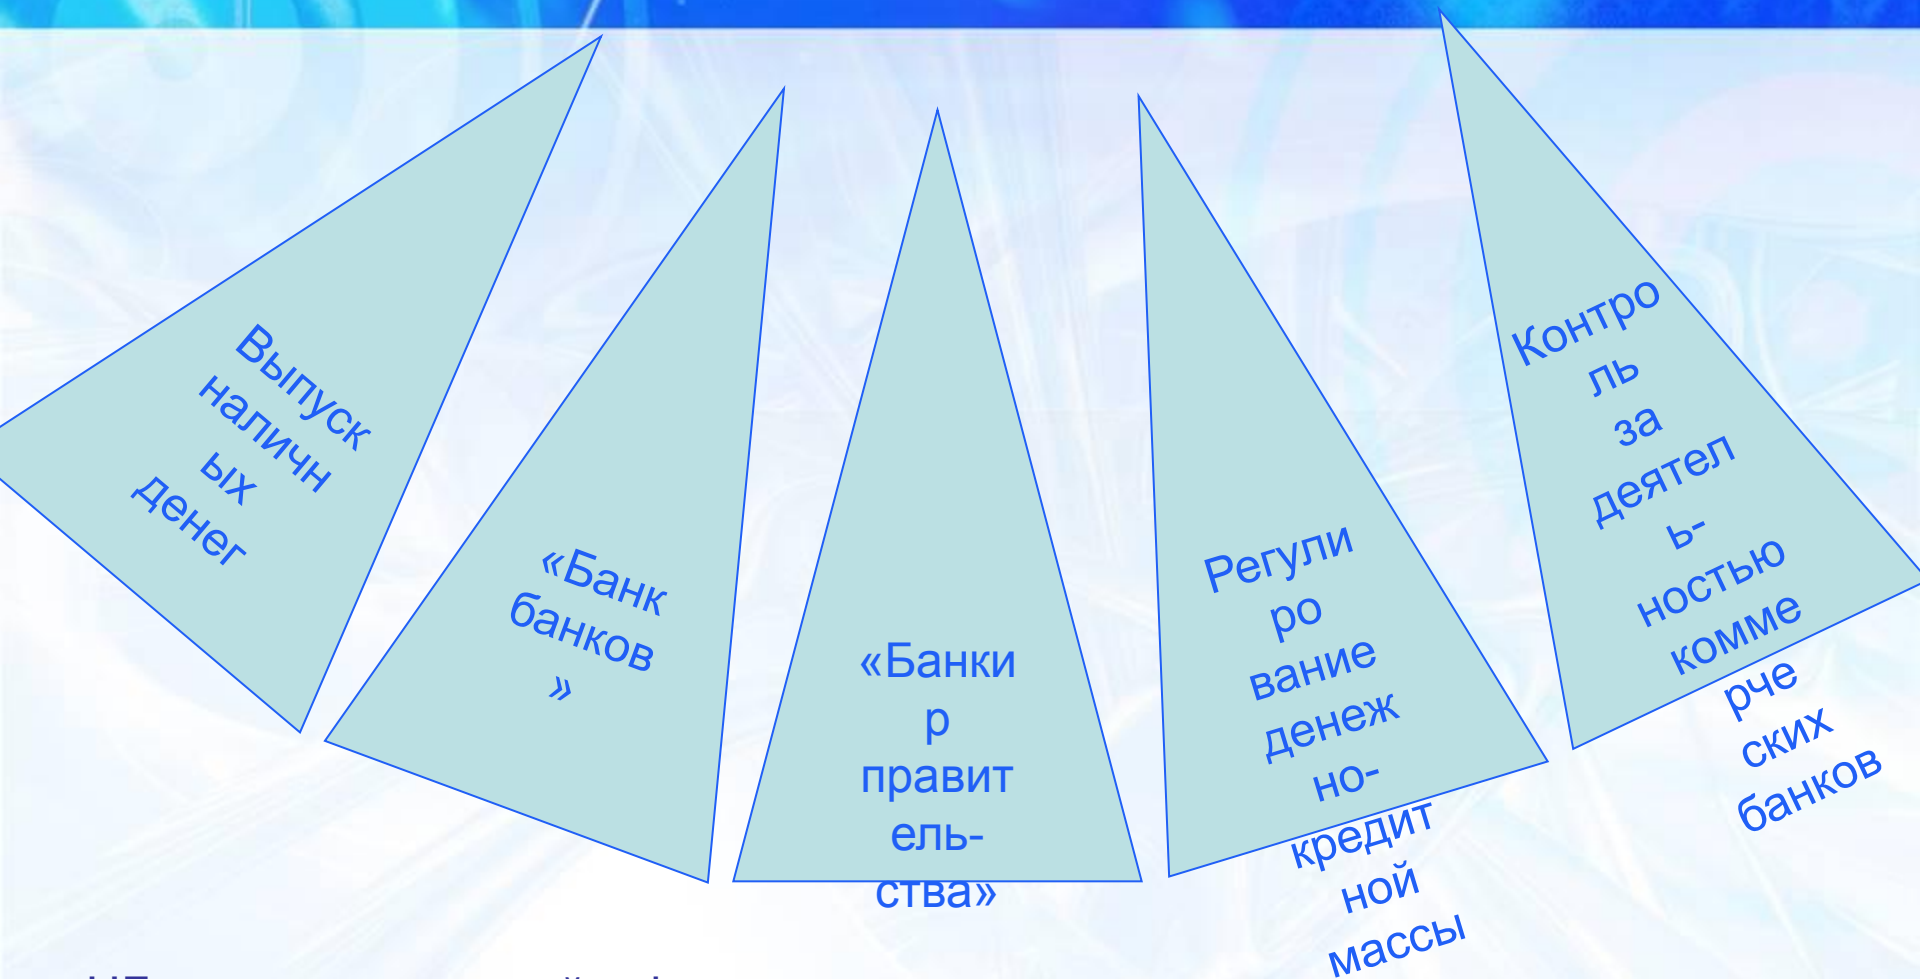 Выпуск
наличн
ых
денег
«Банк
банков
»
«Банки
р
правит
ель-
ства»
Регули
ро
вание
денеж
но-
кредит
ной
массы
Контро
ль
за
деятел
ь-
ностью
комме
рче
ских
банков